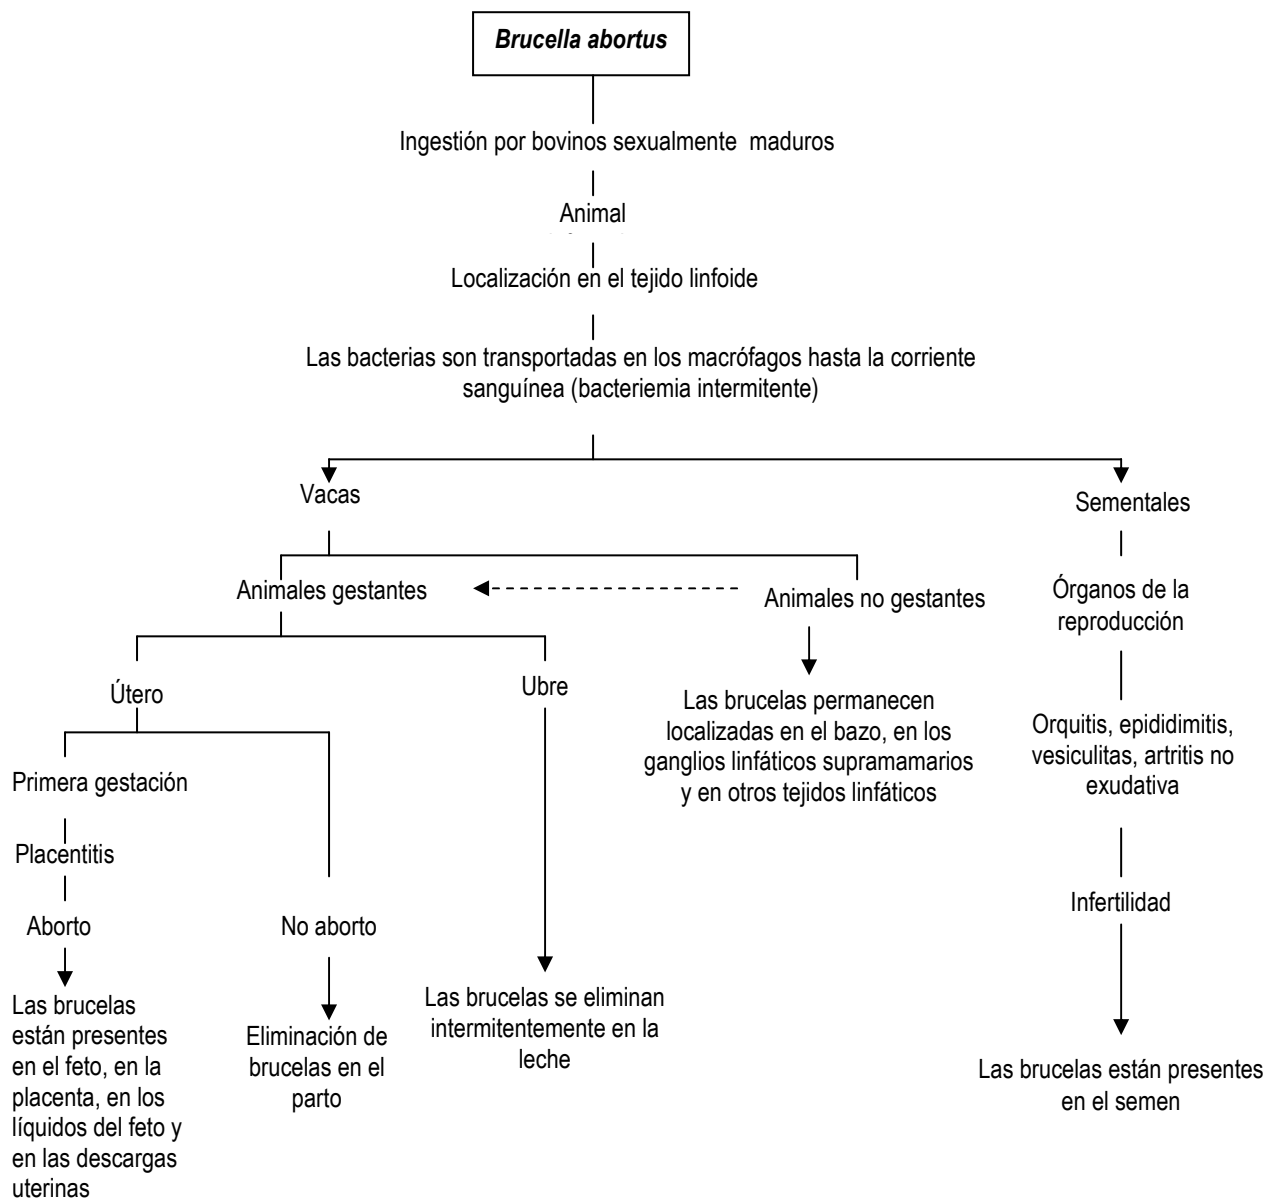 Brucella abortus
Ingestión por bovinos sexualmente maduros
Animal
Localización en el tejido linfoide
Las bacterias son transportadas en los macrófagos hasta la corriente
sanguínea (bacteriemia intermitente)
Vacas
Sementales
Animales gestantes
Animales no gestantes
Órganos de la
reproducción
Útero
Ubre
Las brucelas permanecen
localizadas en el bazo, en los
ganglios linfáticos supramamarios
y en otros tejidos linfáticos
Orquitis, epididimitis,
vesiculitas, artritis no
exudativa
Primera gestación
Placentitis
Aborto
No aborto
Infertilidad
Las brucelas
están presentes
en el feto, en la
placenta, en los
líquidos del feto y
en las descargas
uterinas
Eliminación de
brucelas en el
parto
Las brucelas se eliminan
intermitentemente en la
leche
Las brucelas están presentes
en el semen